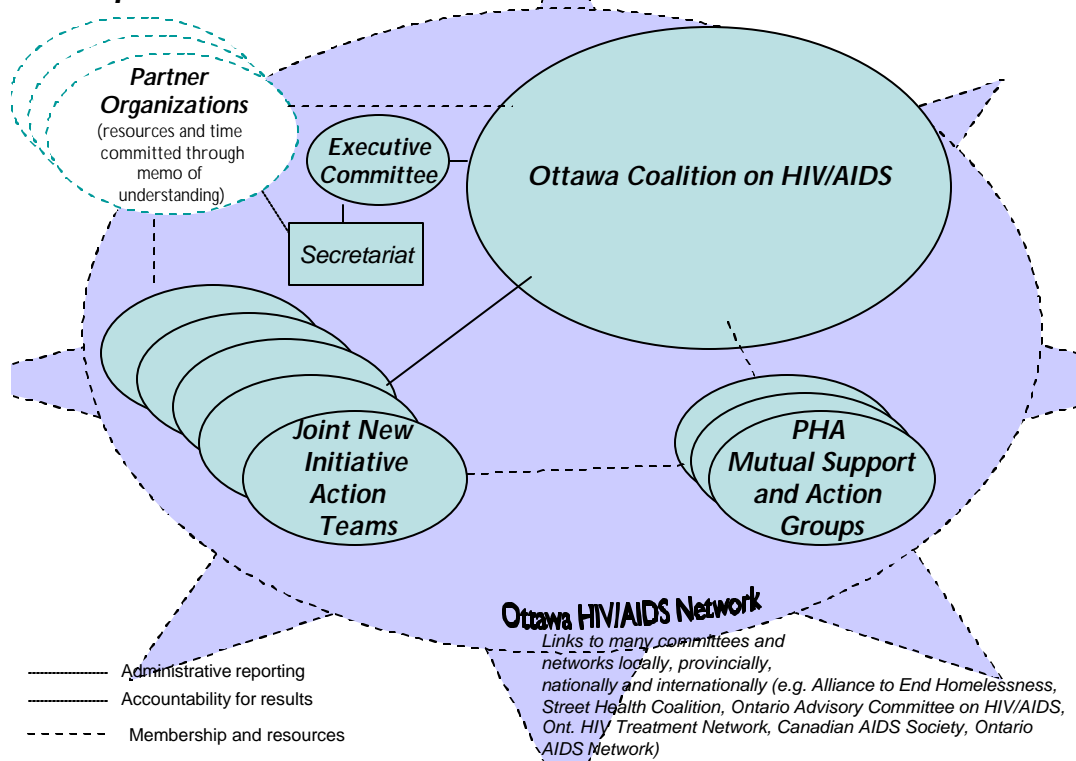 Partner
Organizations
(resources and time
committed through
memo of
understanding)
Executive
Committee
Secretariat
Ottawa Coalition on HIV/AIDS
Joint New
Initiative
Action
Teams
PHA
Mutual Support
and Action
Groups
Ottawa HIV/AIDS Network
Links to many committees and
networks locally, provincially,
nationally and internationally (e.g. Alliance to End Homelessness,
Street Health Coalition, Ontario Advisory Committee on HIV/AIDS,
Ont. HIV Treatment Network, Canadian AIDS Society, Ontario
AIDS Network)
Administrative reporting
Accountability for results
Membership and resources